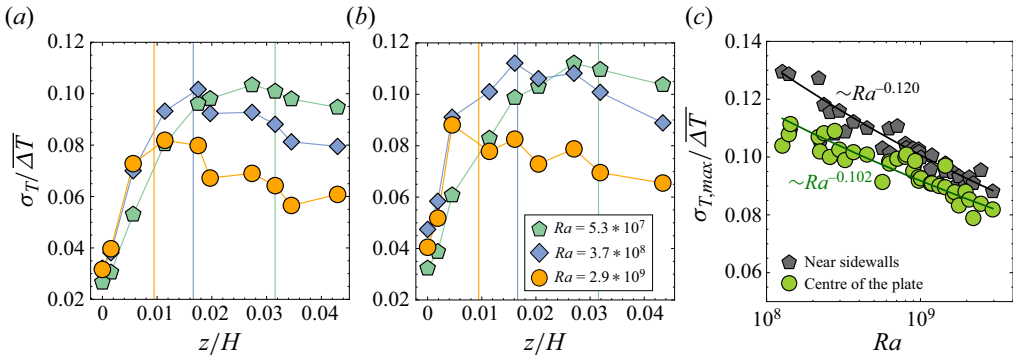 (a)
(b)
(c)
0.12
0.10
0.08
0.06
0.04
0.02
σ_T/\overline{ΔT}
0 0.01 0.02 0.03 0.04
z/H
0.12
0.10
0.08
0.06
0.04
0.02
Ra = 5.3 * 10^7
Ra = 3.7 * 10^8
Ra = 2.9 * 10^9
0 0.01 0.02 0.03 0.04
z/H
0.14
0.12
0.10
0.08
0.06
σ_{T,max}/\overline{ΔT}
~Ra^{–0.120}
~Ra^{–0.102}
Near sidewalls
Centre of the plate
10^8 10^9
Ra